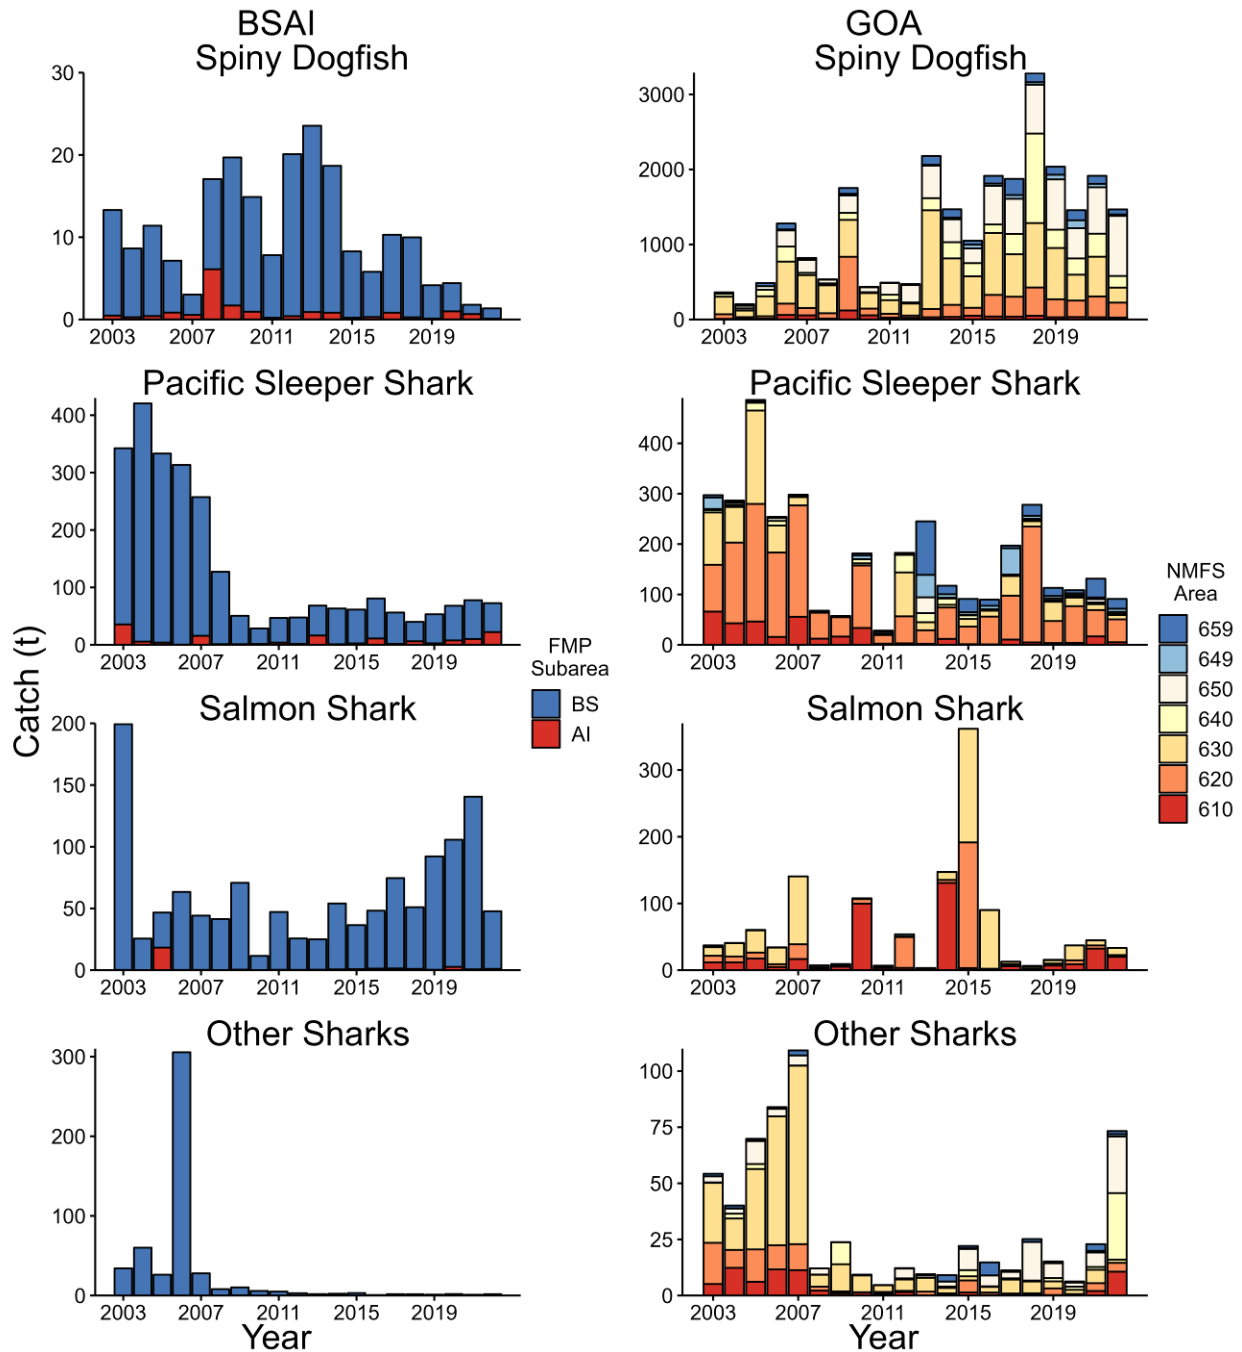 BSAI
Spiny Dogfish
30
20
10
0
2003 2007 2011 2015 2019
GOA
Spiny Dogfish
3000
2000
1000
0
2003 2007 2011 2015 2019
Pacific Sleeper Shark
400
300
200
100
0
2003 2007 2011 2015 2019
Pacific Sleeper Shark
400
300
200
100
0
2003 2007 2011 2015 2019
Catch (t)
FMP
Subarea
BS
AI
NMFS
Area
659
649
650
640
630
620
610
Salmon Shark
200
150
100
50
0
2003 2007 2011 2015 2019
Salmon Shark
300
200
100
0
2003 2007 2011 2015 2019
Other Sharks
300
200
100
0
2003 2007 2011 2015 2019
Year
Other Sharks
100
75
50
25
0
2003 2007 2011 2015 2019
Year